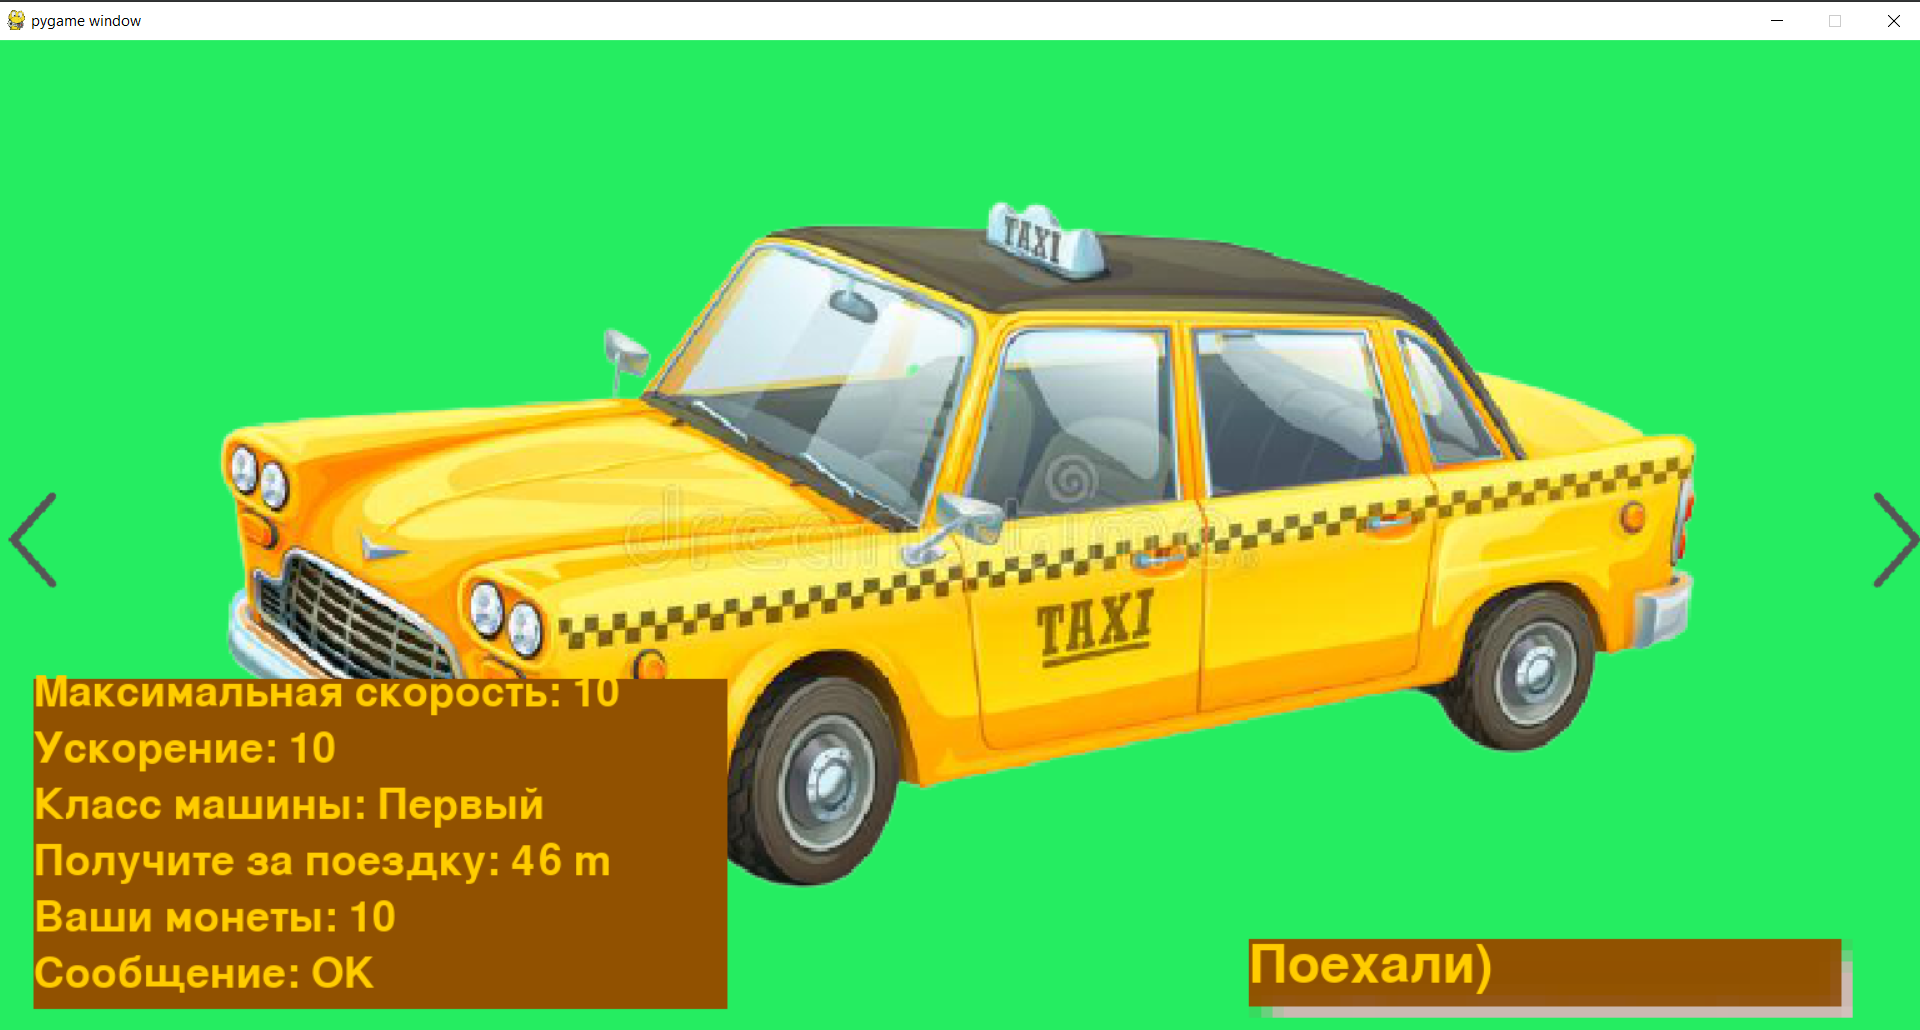 pygame window
TAXI
dreamstime
TAXI
Максимальная скорость: 10
Ускорение: 10
Класс машины: Первый
Получите за поездку: 46 m
Ваши монеты: 10
Сообщение: OK
Поехали)